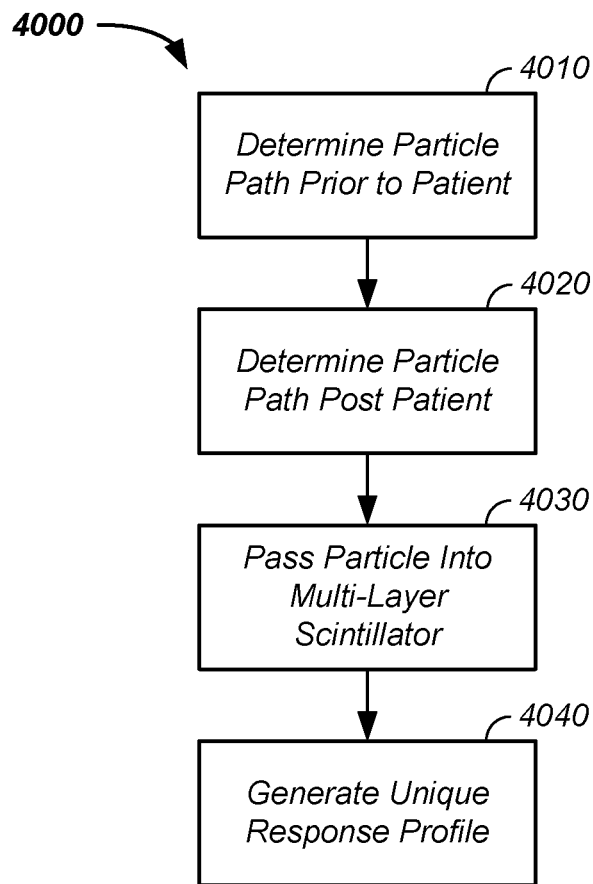 4000
4010
Determine Particle
Path Prior to Patient
4020
Determine Particle
Path Post Patient
4030
Pass Particle Into
Multi-Layer
Scintillator
4040
Generate Unique
Response Profile